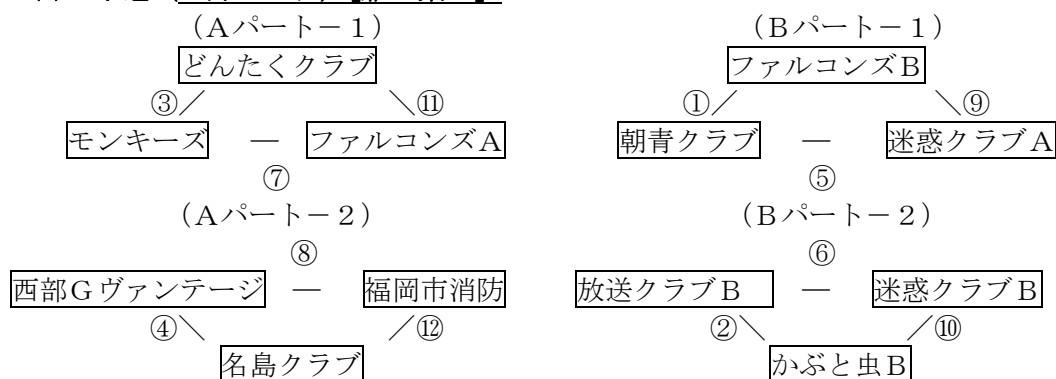 (Aパート－1) (Bパート－1)
どんたくクラブ ファルコンズB
③／ ＼⑪ ①／ ＼⑨
モンキーズ － ファルコンズA 朝青クラブ － 迷惑クラブA
⑦ ⑤
(Aパート－2) (Bパート－2)
⑧ ⑥
西部Gヴァンテージ － 福岡市消防 放送クラブB － 迷惑クラブB
④＼ ／⑫ ②＼ ／⑩
名島クラブ かぶと虫B